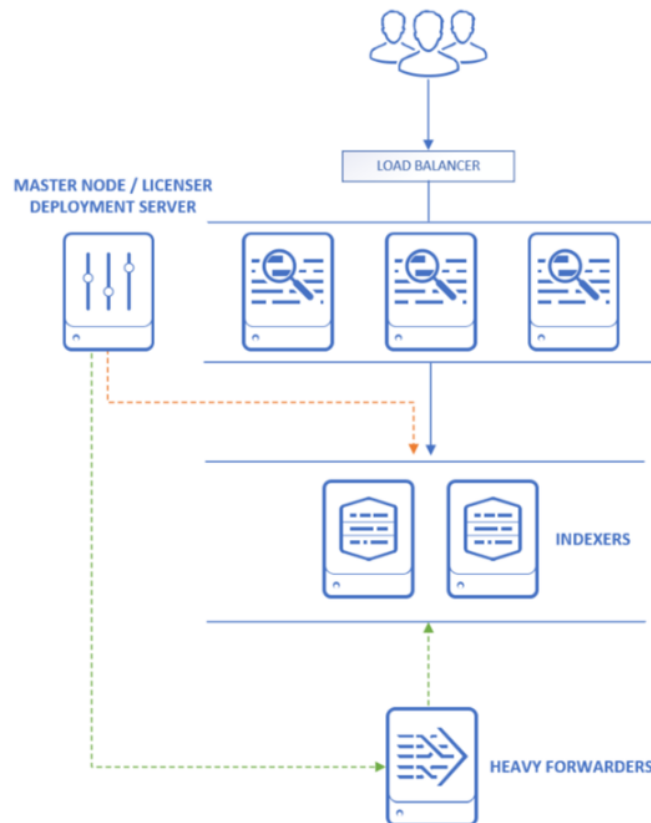 LOAD BALANCER
MASTER NODE / LICENSER
DEPLOYMENT SERVER
INDEXERS
HEAVY FORWARDERS